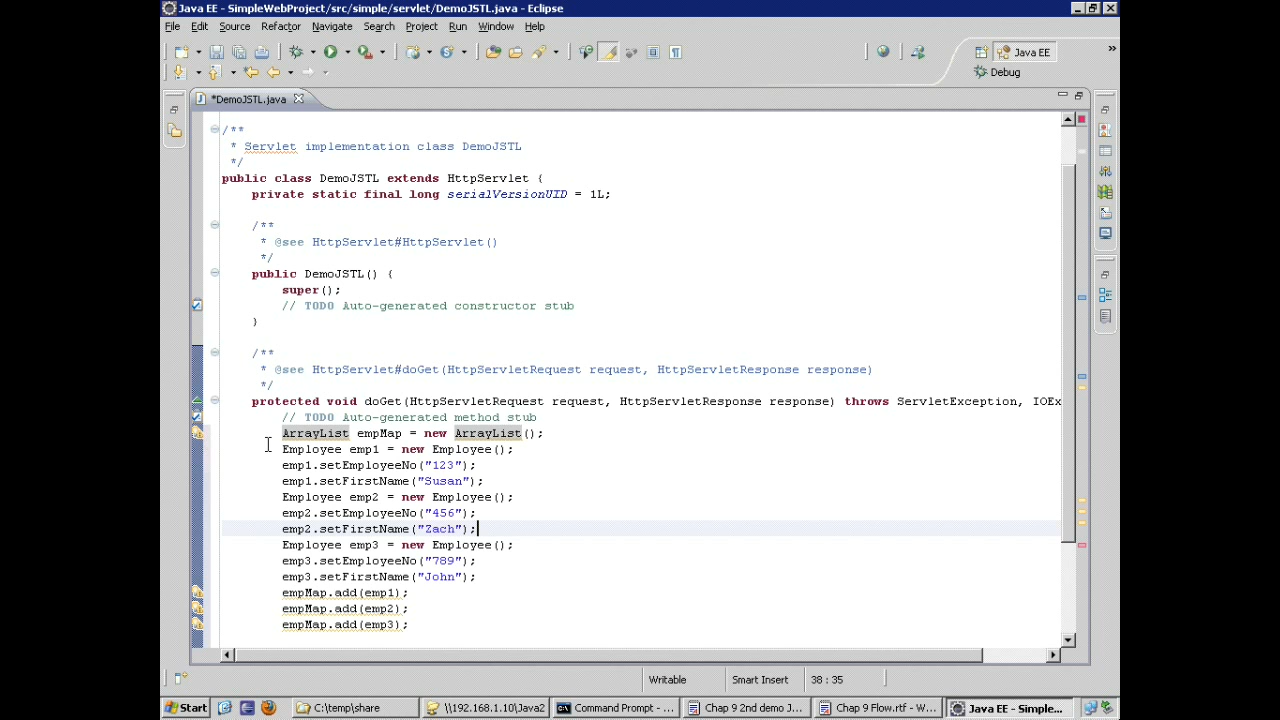 Java EE - SimpleWebProject/src/simple/servlet/DemoJSTL.java - Eclipse
File Edit Source Refactor Navigate Search Project Run Window Help
Java EE
Debug
*DemoJSTL.java
/**
* Servlet implementation class DemoJSTL
*/
public class DemoJSTL extends HttpServlet {
private static final long serialVersionUID = 1L;
/**
* @see HttpServlet#HttpServlet()
*/
public DemoJSTL() {
super();
// TODO Auto-generated constructor stub
}
/**
* @see HttpServlet#doGet(HttpServletRequest request, HttpServletResponse response)
*/
protected void doGet(HttpServletRequest request, HttpServletResponse response) throws ServletException, IOEx
// TODO Auto-generated method stub
ArrayList empMap = new ArrayList();
Employee emp1 = new Employee();
emp1.setEmployeeNo("123");
emp1.setFirstName("Susan");
Employee emp2 = new Employee();
emp2.setEmployeeNo("456");
emp2.setFirstName("Zach");
Employee emp3 = new Employee();
emp3.setEmployeeNo("789");
emp3.setFirstName("John");
empMap.add(emp1);
empMap.add(emp2);
empMap.add(emp3);
Writable Smart Insert 38 : 35
Start C:\temp\share \\192.168.1.10\Java2 Command Prompt - ... Chap 9 2nd demo J... Chap 9 Flow.rtf - W... Java EE - Simple...